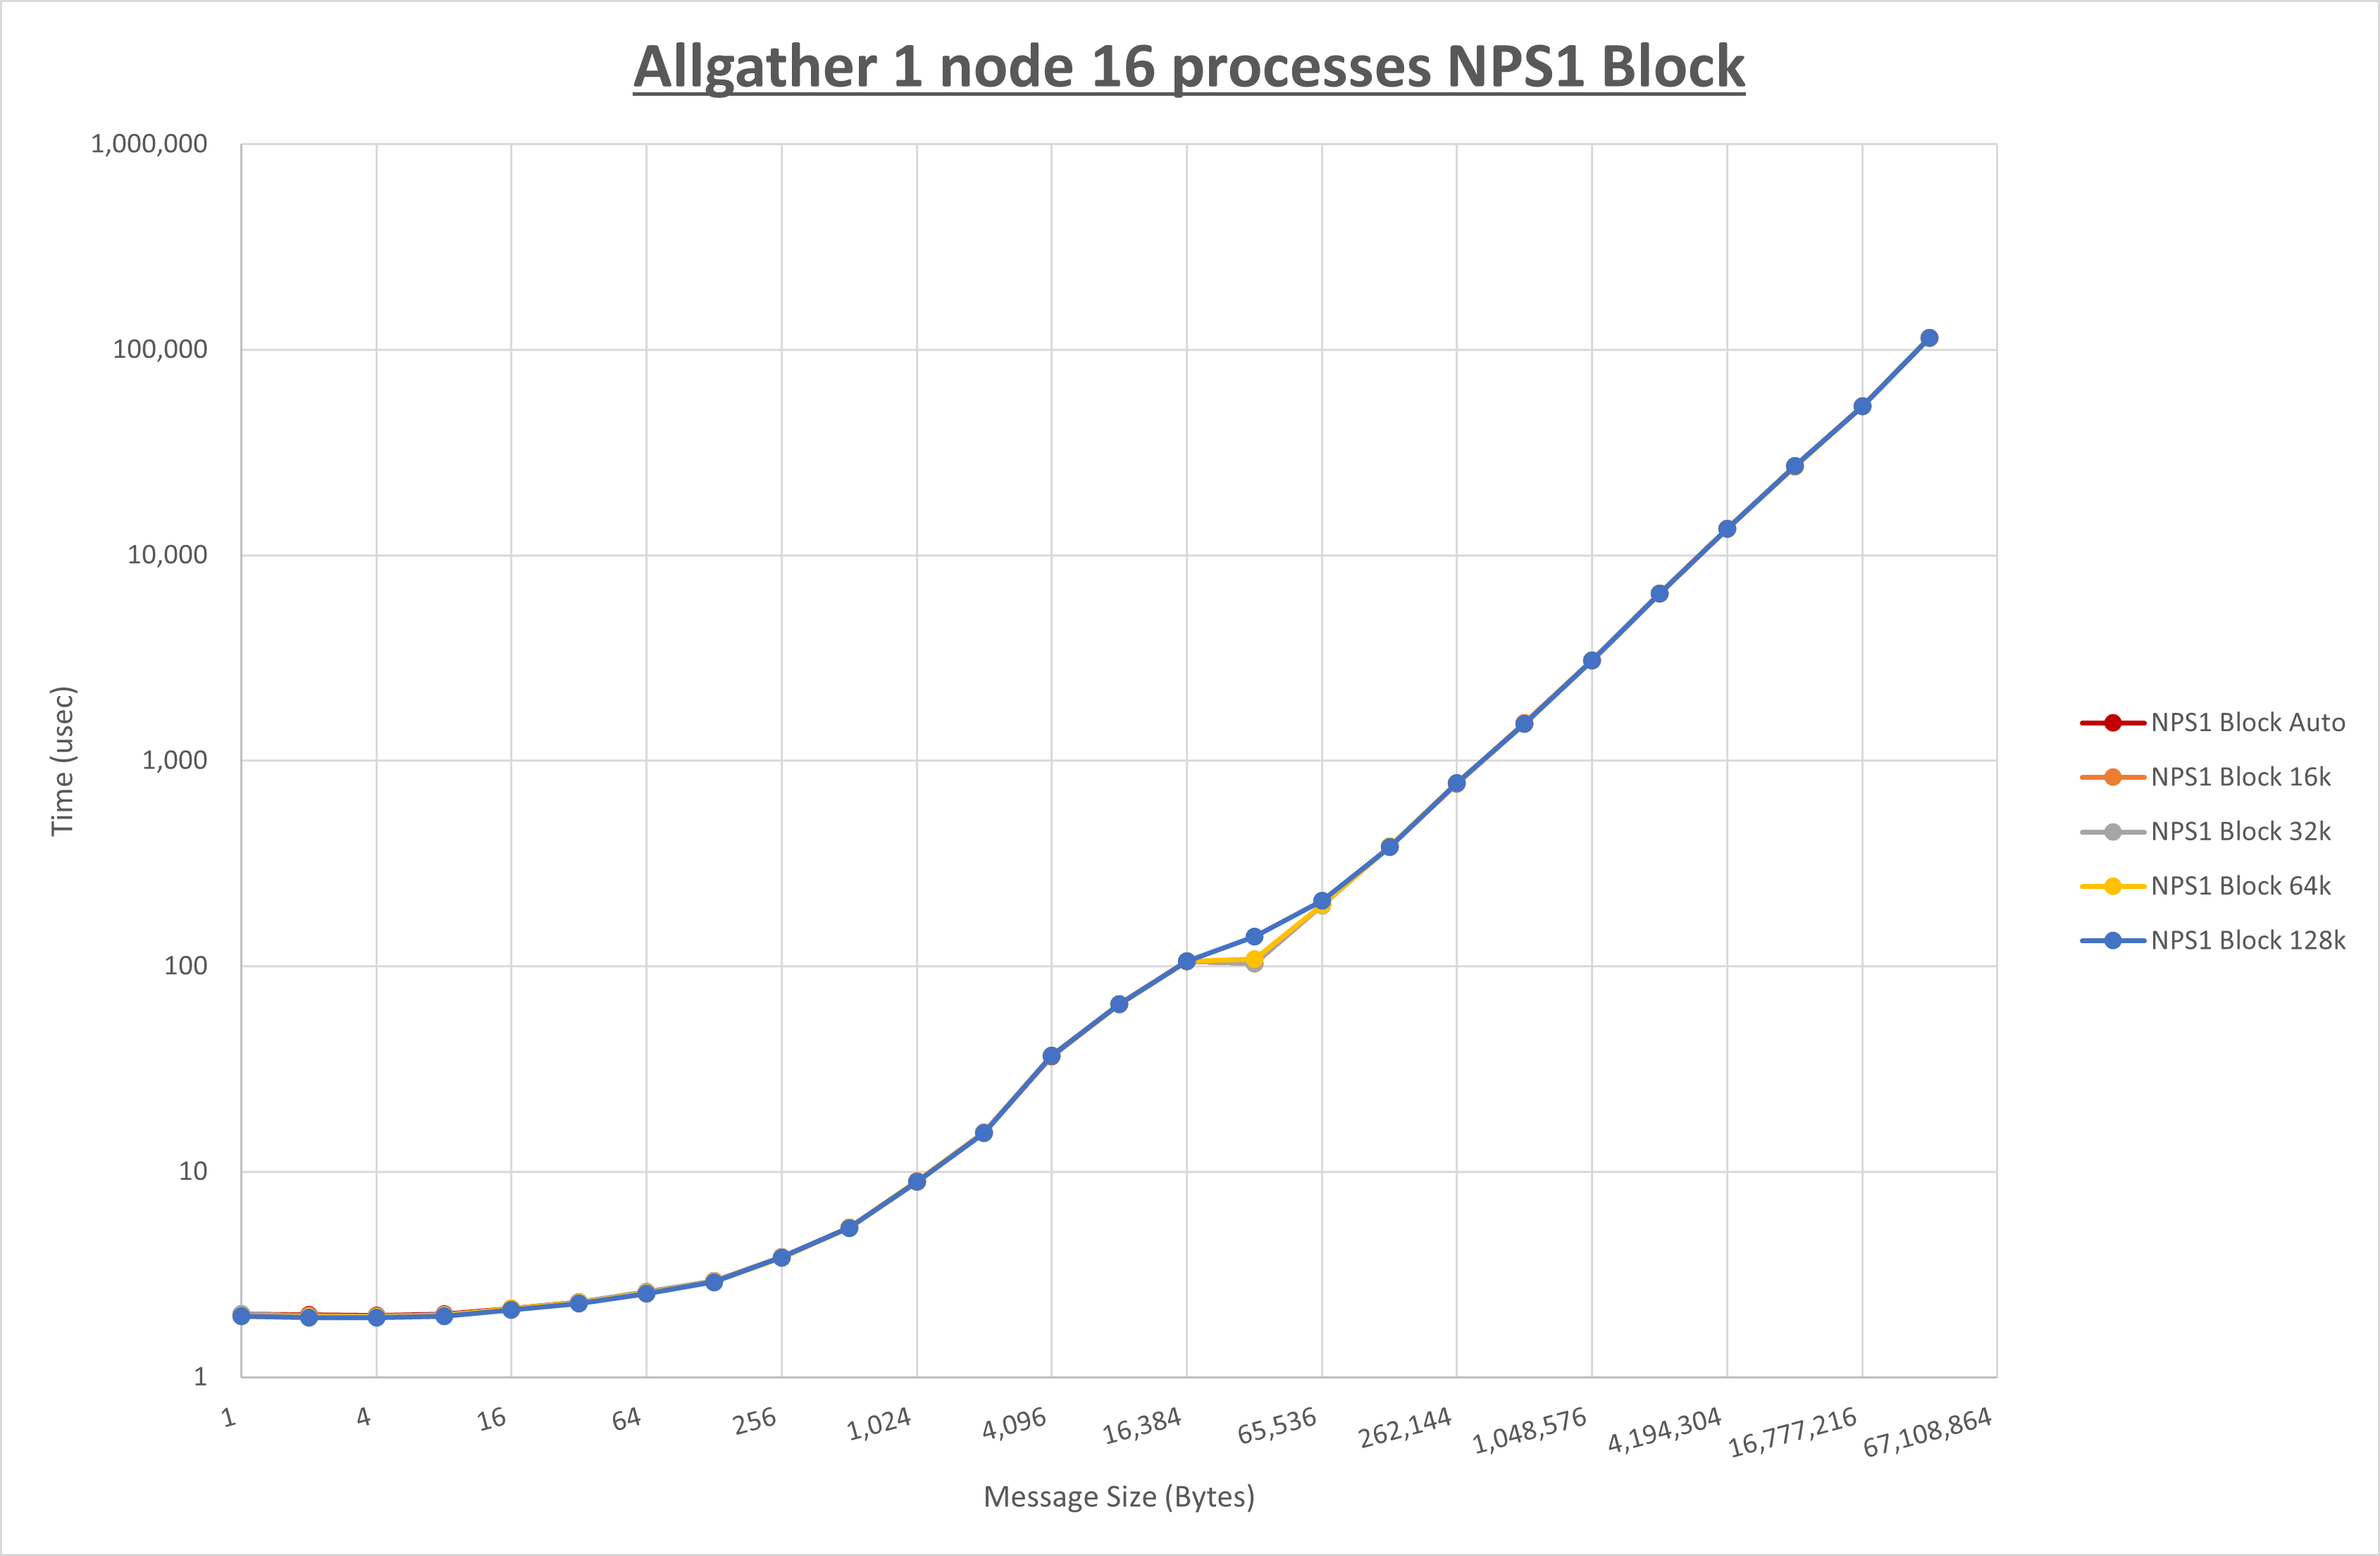 Allgather 1 node 16 processes NPS1 Block
1,000,000
100,000
10,000
1,000
100
10
1
Time (usec)
1
4
16
64
256
1,024
4,096
16,384
65,536
262,144
1,048,576
4,194,304
16,777,216
67,108,864
Message Size (Bytes)
NPS1 Block Auto
NPS1 Block 16k
NPS1 Block 32k
NPS1 Block 64k
NPS1 Block 128k